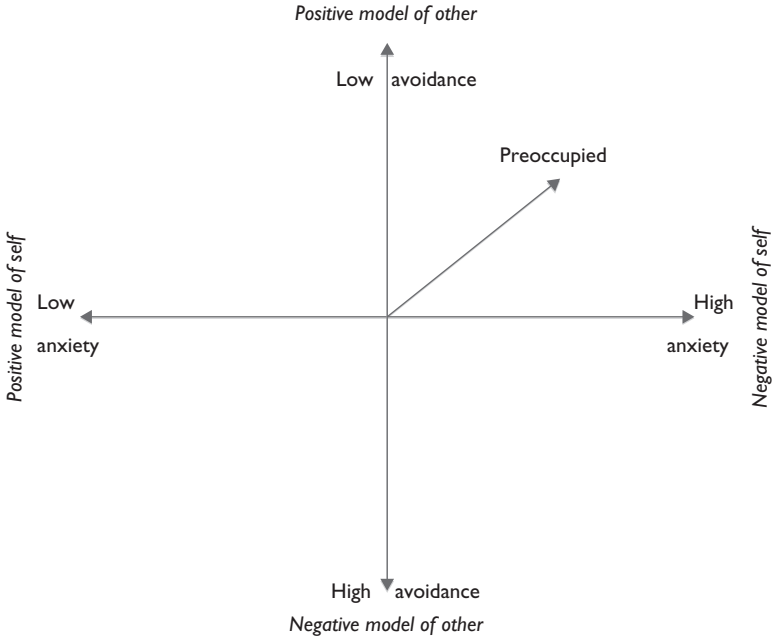 Positive model of other
Low avoidance
Preoccupied
Positive model of self
Low
anxiety
High
anxiety
Negative model of self
High avoidance
Negative model of other